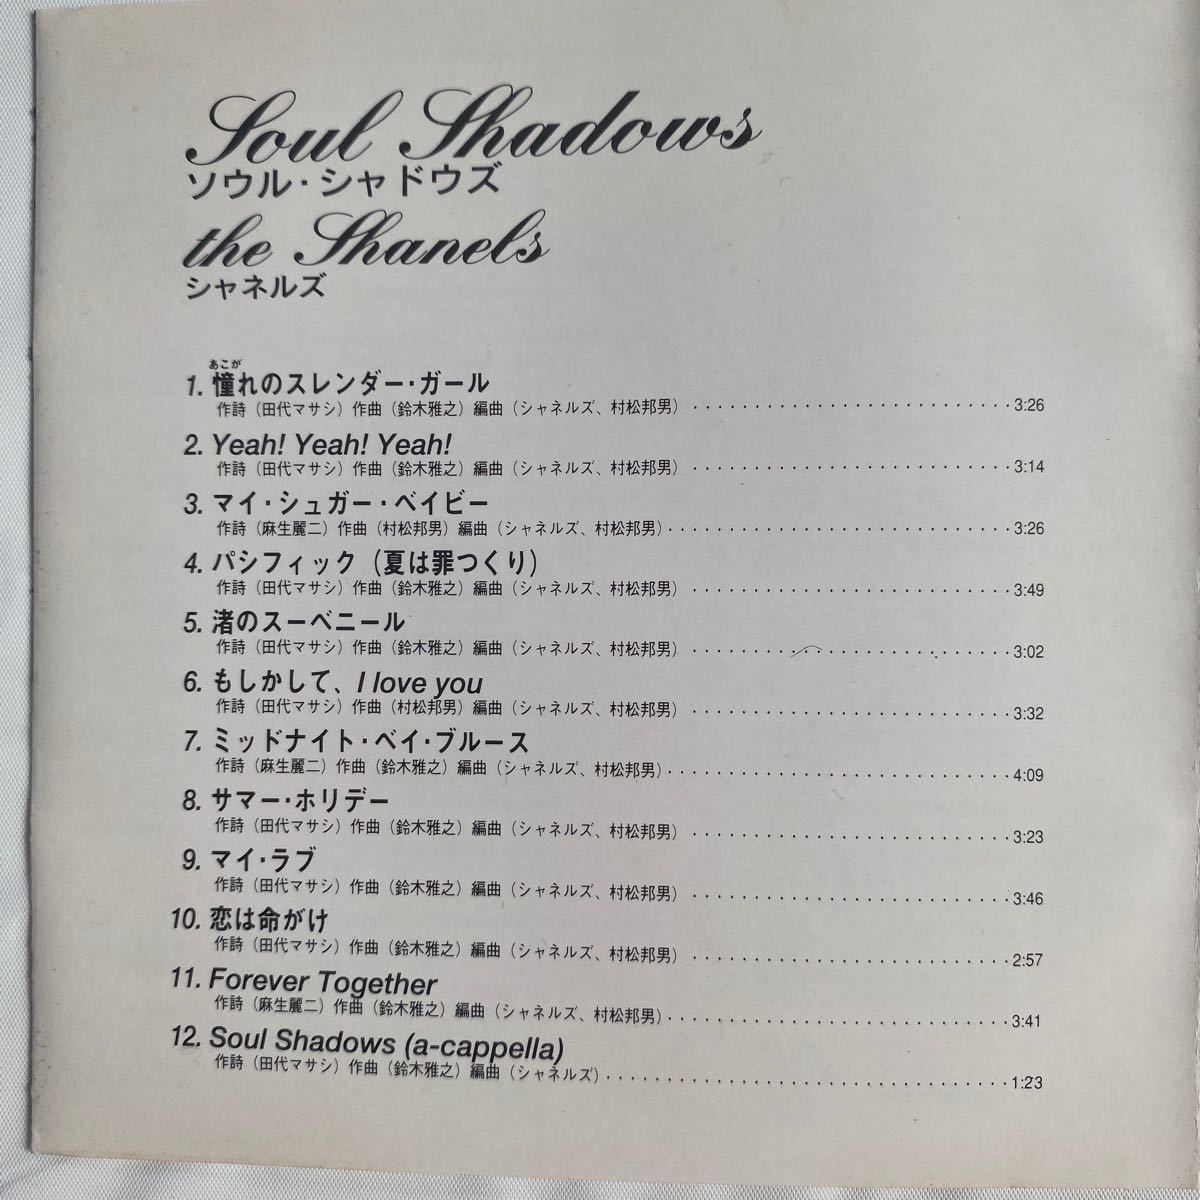 Soul Shadows
ソウル・シャドウズ
the Shanels
シャネルズ
あこが
1. 憧れのスレンダー・ガール
作詩（田代マサシ）作曲（鈴木雅之）編曲（シャネルズ、村松邦男）・・・・・・・・・・・・・・・・・・・・・・・・・・・3:26
2. Yeah! Yeah! Yeah!
作詩（田代マサシ）作曲（鈴木雅之）編曲（シャネルズ、村松邦男）・・・・・・・・・・・・・・・・・・・・・・・・・・・3:14
3. マイ・シュガー・ベイビー
作詩（麻生麗二）作曲（村松邦男）編曲（シャネルズ、村松邦男）・・・・・・・・・・・・・・・・・・・・・・・・・・・・・3:26
4. パシフィック（夏は罪つくり）
作詩（田代マサシ）作曲（鈴木雅之）編曲（シャネルズ、村松邦男）・・・・・・・・・・・・・・・・・・・・・・・・・・・3:49
5. 渚のスーベニール
作詩（田代マサシ）作曲（鈴木雅之）編曲（シャネルズ、村松邦男）・・・・・・・・・・・・・・・・・・・・・・・・・・・3:02
6. もしかして、I love you
作詩（田代マサシ）作曲（村松邦男）編曲（シャネルズ、村松邦男）・・・・・・・・・・・・・・・・・・・・・・・・・・・3:32
7. ミッドナイト・ベイ・ブルース
作詩（麻生麗二）作曲（鈴木雅之）編曲（シャネルズ、村松邦男）・・・・・・・・・・・・・・・・・・・・・・・・・・・・・4:09
8. サマー・ホリデー
作詩（田代マサシ）作曲（鈴木雅之）編曲（シャネルズ、村松邦男）・・・・・・・・・・・・・・・・・・・・・・・・・・・3:23
9. マイ・ラブ
作詩（田代マサシ）作曲（鈴木雅之）編曲（シャネルズ、村松邦男）・・・・・・・・・・・・・・・・・・・・・・・・・・・3:46
10. 恋は命がけ
作詩（田代マサシ）作曲（鈴木雅之）編曲（シャネルズ、村松邦男）・・・・・・・・・・・・・・・・・・・・・・・・・・・2:57
11. Forever Together
作詩（麻生麗二）作曲（鈴木雅之）編曲（シャネルズ、村松邦男）・・・・・・・・・・・・・・・・・・・・・・・・・・・・・3:41
12. Soul Shadows (a-cappella)
作詩（田代マサシ）作曲（鈴木雅之）編曲（シャネルズ）・・・・・・・・・・・・・・・・・・・・・・・・・・・・・・・・・・1:23